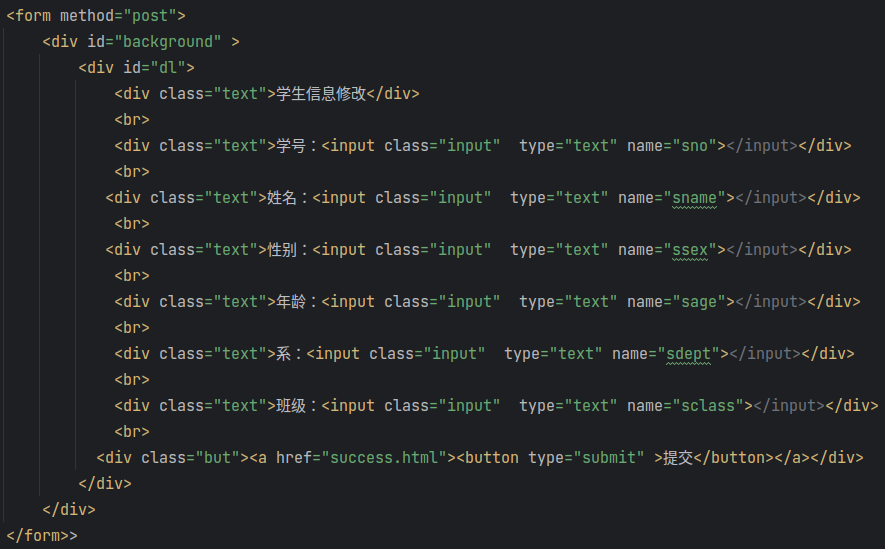 <form method="post">
    <div id="background" >
        <div id="dl">
            <div class="text">学生信息修改</div>
            <br>
            <div class="text">学号：<input class="input"  type="text" name="sno"></input></div>
            <br>
           <div class="text">姓名：<input class="input"  type="text" name="sname"></input></div>
            <br>
           <div class="text">性别：<input class="input"  type="text" name="ssex"></input></div>
            <br>
            <div class="text">年龄：<input class="input"  type="text" name="sage"></input></div>
            <br>
            <div class="text">系：<input class="input"  type="text" name="sdept"></input></div>
            <br>
            <div class="text">班级：<input class="input"  type="text" name="sclass"></input></div>
            <br>
          <div class="but"><a href="success.html"><button type="submit" >提交</button></a></div>
        </div>
    </div>
</form>>